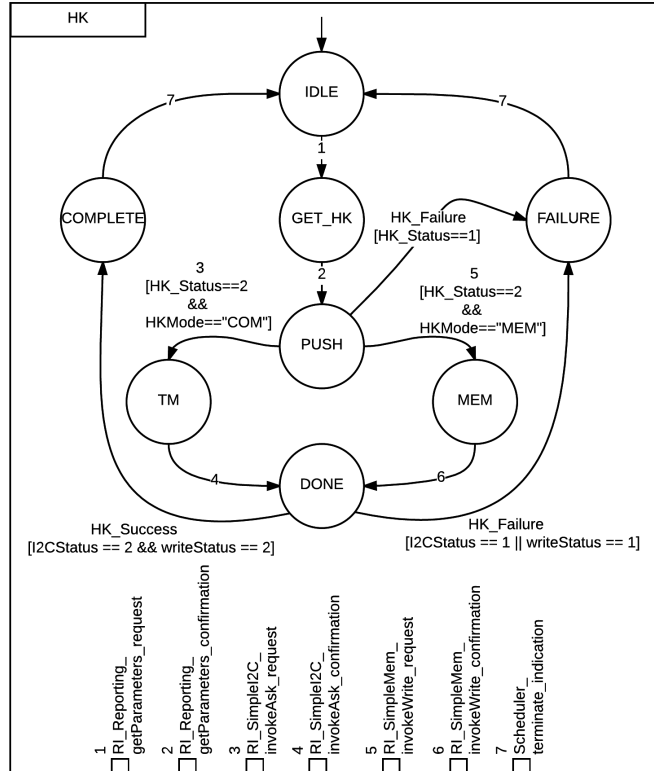 HK
IDLE
7
7
1
COMPLETE
GET_HK
HK_Failure
[HK_Status==1]
FAILURE
2
3
[HK_Status==2
&&
HKMode=="COM"]
5
[HK_Status==2
&&
HKMode=="MEM"]
PUSH
TM
MEM
4
DONE
6
HK_Success
[I2CStatus == 2 && writeStatus == 2]
HK_Failure
[I2CStatus == 1 || writeStatus == 1]
1
RI_Reporting_
getParameters_request
2
RI_Reporting_
getParameters_confirmation
3
RI_SimpleI2C_
invokeAsk_request
4
RI_SimpleI2C_
invokeAsk_confirmation
5
RI_SimpleMem_
invokeWrite_request
6
RI_SimpleMem_
invokeWrite_confirmation
7
Scheduler_
terminate_indication